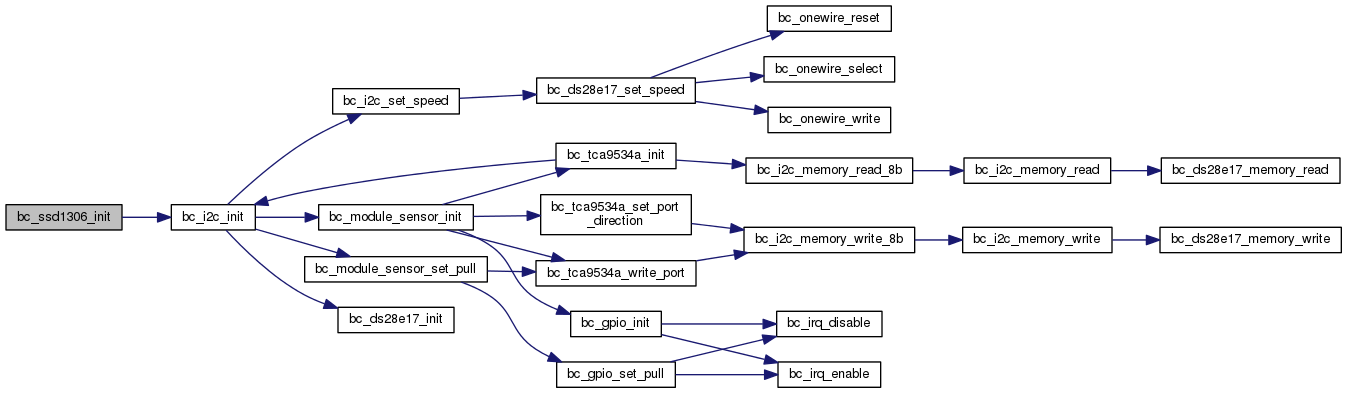 bc_ssd1306_init
bc_i2c_init
bc_i2c_set_speed
bc_module_sensor_init
bc_module_sensor_set_pull
bc_ds28e17_init
bc_ds28e17_set_speed
bc_tca9534a_init
bc_tca9534a_set_port
_direction
bc_tca9534a_write_port
bc_gpio_init
bc_gpio_set_pull
bc_onewire_reset
bc_onewire_select
bc_onewire_write
bc_i2c_memory_read_8b
bc_i2c_memory_write_8b
bc_irq_disable
bc_irq_enable
bc_i2c_memory_read
bc_i2c_memory_write
bc_ds28e17_memory_read
bc_ds28e17_memory_write